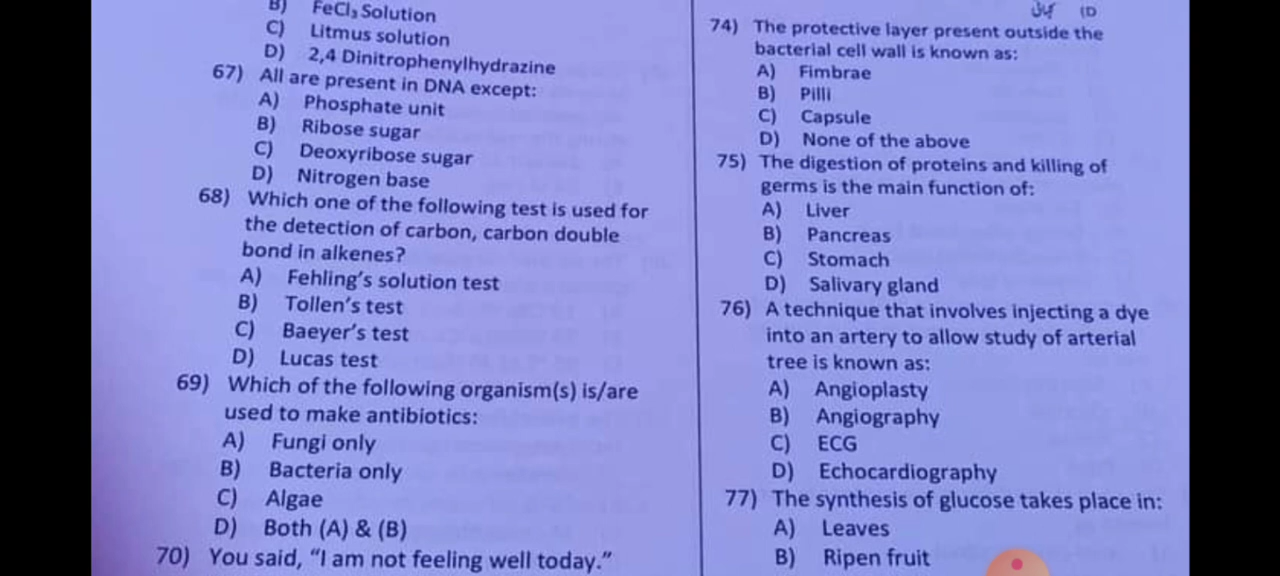 B) FeCl₃ Solution
C) Litmus solution
D) 2,4 Dinitrophenylhydrazine
67) All are present in DNA except:
A) Phosphate unit
B) Ribose sugar
C) Deoxyribose sugar
D) Nitrogen base
68) Which one of the following test is used for
the detection of carbon, carbon double
bond in alkenes?
A) Fehling's solution test
B) Tollen's test
C) Baeyer's test
D) Lucas test
69) Which of the following organism(s) is/are
used to make antibiotics:
A) Fungi only
B) Bacteria only
C) Algae
D) Both (A) & (B)
70) You said, "I am not feeling well today."
(D
74) The protective layer present outside the
bacterial cell wall is known as:
A) Fimbrae
B) Pilli
C) Capsule
D) None of the above
75) The digestion of proteins and killing of
germs is the main function of:
A) Liver
B) Pancreas
C) Stomach
D) Salivary gland
76) A technique that involves injecting a dye
into an artery to allow study of arterial
tree is known as:
A) Angioplasty
B) Angiography
C) ECG
D) Echocardiography
77) The synthesis of glucose takes place in:
A) Leaves
B) Ripen fruit